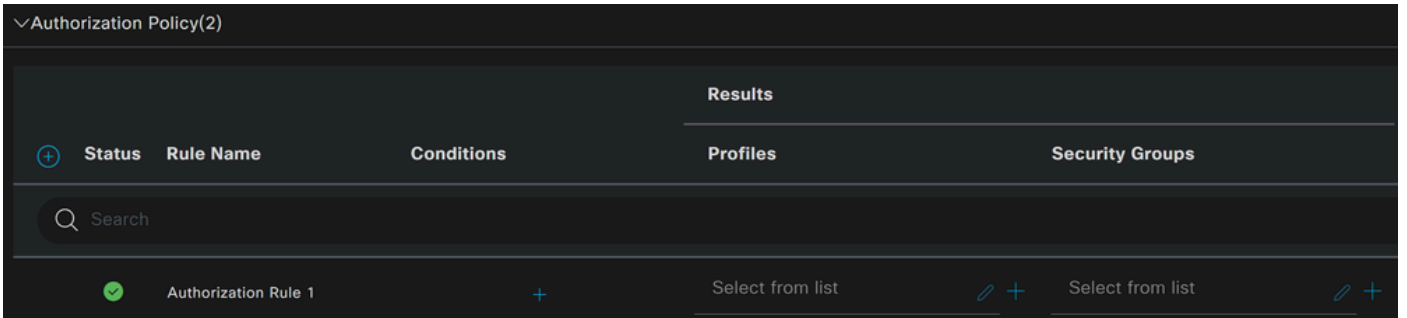 Authorization Policy(2)
Results
Status Rule Name Conditions Profiles Security Groups
Search
Authorization Rule 1 Select from list Select from list